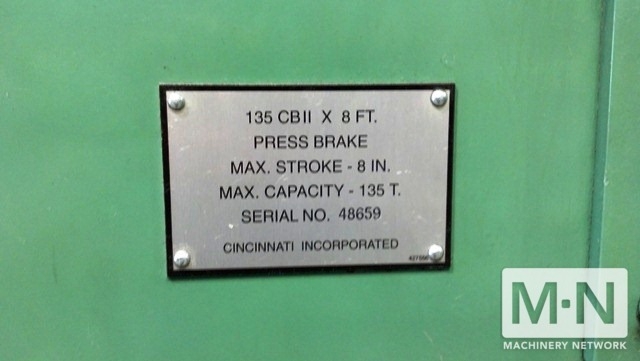 135 CBII X 8 FT.
PRESS BRAKE
MAX. STROKE - 8 IN.
MAX. CAPACITY - 135 T.
SERIAL NO. 48659
CINCINNATI INCORPORATED
M·N
MACHINERY NETWORK